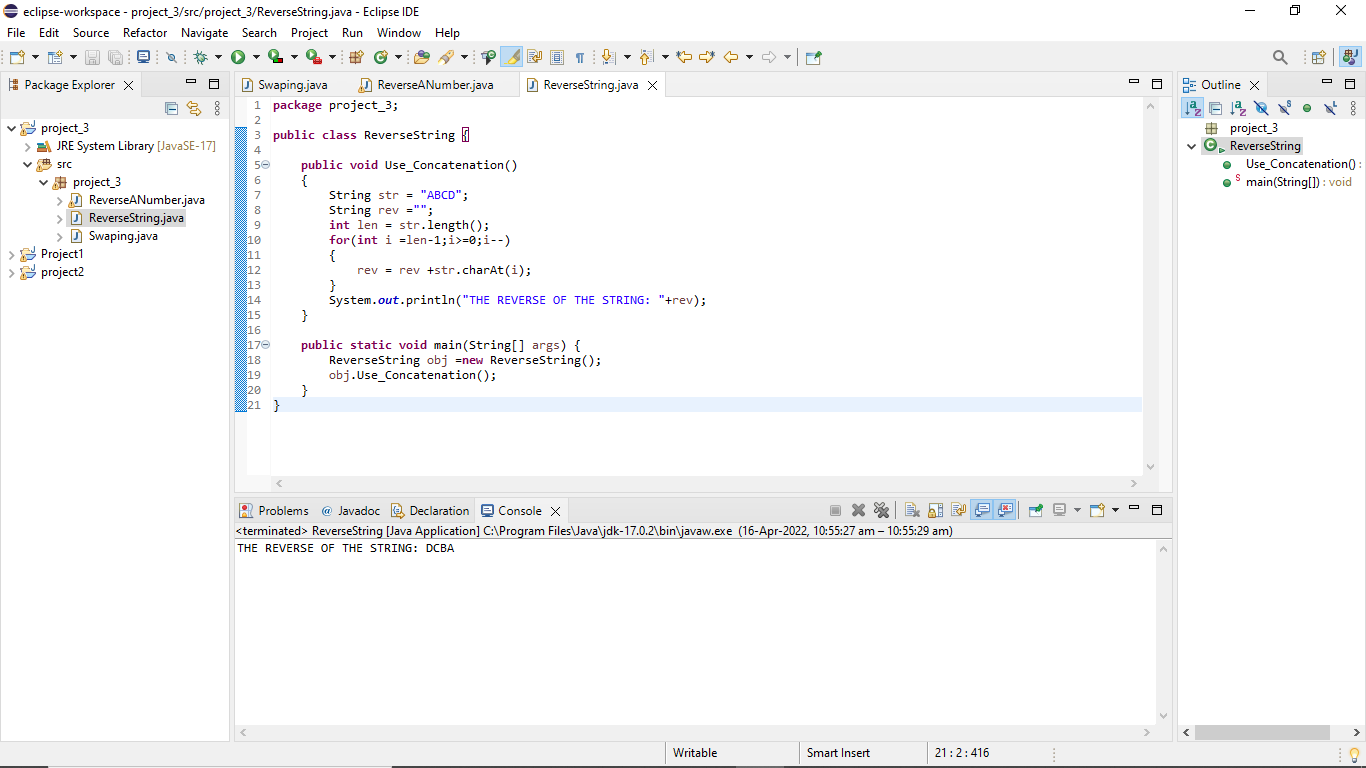 eclipse-workspace - project_3/src/project_3/ReverseString.java - Eclipse IDE
File Edit Source Refactor Navigate Search Project Run Window Help
Package Explorer
project_3
JRE System Library [JavaSE-17]
src
project_3
ReverseANumber.java
ReverseString.java
Swaping.java
Project1
project2
Swaping.java ReverseANumber.java ReverseString.java
1 package project_3;
2
3 public class ReverseString {
4
5 public void Use_Concatenation()
6 {
7 String str = "ABCD";
8 String rev ="";
9 int len = str.length();
10 for(int i =len-1;i>=0;i--)
11 {
12 rev = rev +str.charAt(i);
13 }
14 System.out.println("THE REVERSE OF THE STRING: "+rev);
15 }
16
17 public static void main(String[] args) {
18 ReverseString obj =new ReverseString();
19 obj.Use_Concatenation();
20 }
21 }
Problems @ Javadoc Declaration Console
<terminated> ReverseString [Java Application] C:\Program Files\Java\jdk-17.0.2\bin\javaw.exe (16-Apr-2022, 10:55:27 am – 10:55:29 am)
THE REVERSE OF THE STRING: DCBA
Outline
project_3
ReverseString
Use_Concatenation() :
main(String[]) : void
Writable Smart Insert 21 : 2 : 416